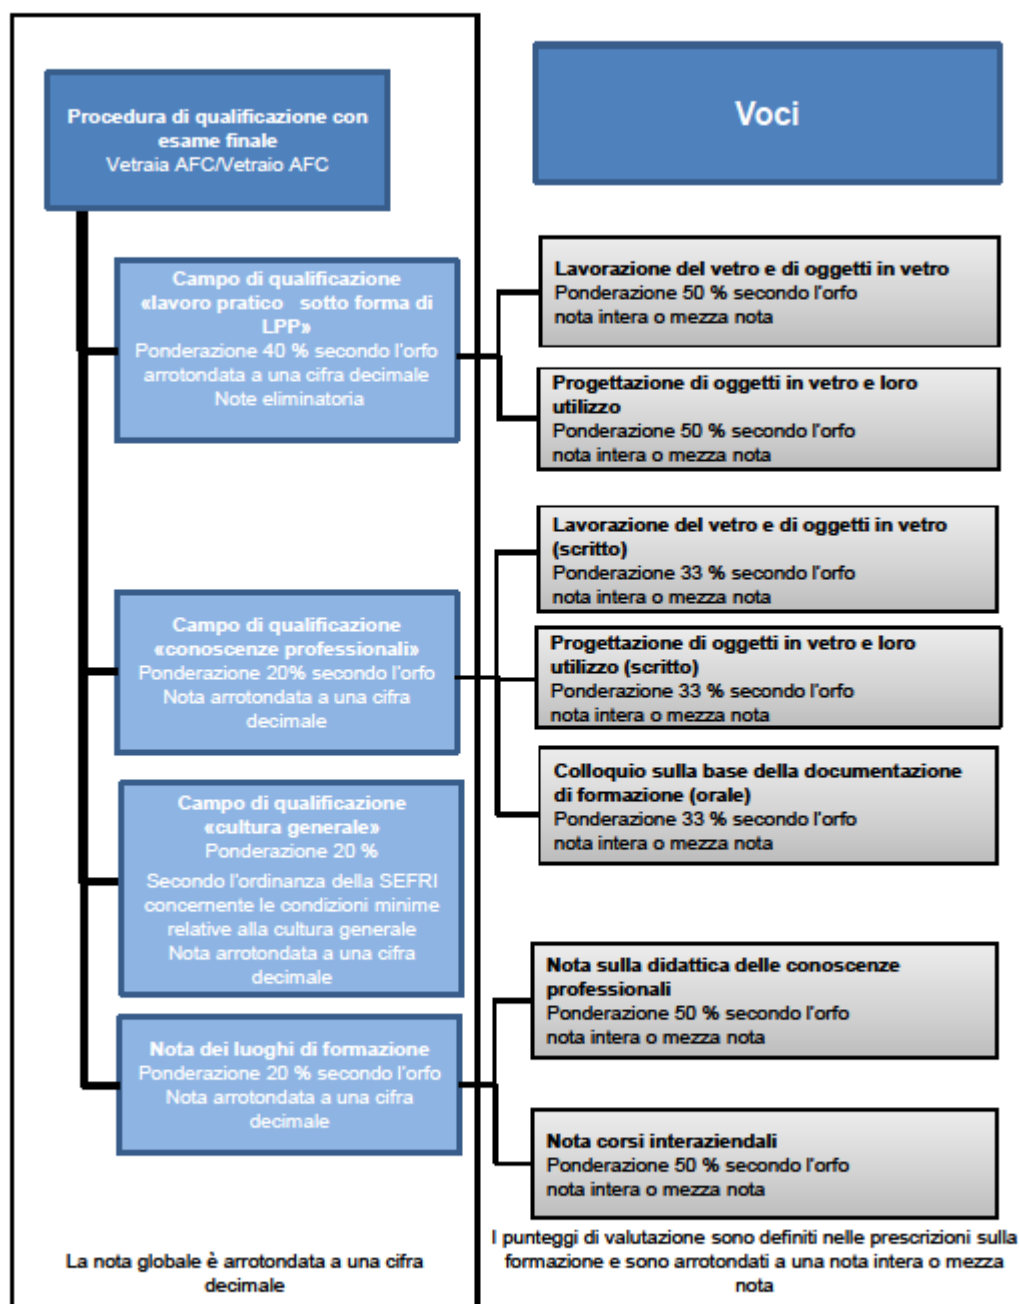 Procedura di qualificazione con
esame finale
Vetraia AFC/Vetraio AFC
Voci
Campo di qualificazione
«lavoro pratico sotto forma di
LPP»
Ponderazione 40 % secondo l'orfo
arrotondata a una cifra decimale
Note eliminatoria
Lavorazione del vetro e di oggetti in vetro
Ponderazione 50 % secondo l'orfo
nota intera o mezza nota
Progettazione di oggetti in vetro e loro
utilizzo
Ponderazione 50 % secondo l'orfo
nota intera o mezza nota
Campo di qualificazione
«conoscenze professionali»
Ponderazione 20% secondo l'orfo
Nota arrotondata a una cifra
decimale
Lavorazione del vetro e di oggetti in vetro
(scritto)
Ponderazione 33 % secondo l'orfo
nota intera o mezza nota
Progettazione di oggetti in vetro e loro
utilizzo (scritto)
Ponderazione 33 % secondo l'orfo
nota intera o mezza nota
Colloquio sulla base della documentazione
di formazione (orale)
Ponderazione 33 % secondo l'orfo
nota intera o mezza nota
Campo di qualificazione
«cultura generale»
Ponderazione 20 %
Secondo l'ordinanza della SEFRI
concernente le condizioni minime
relative alla cultura generale
Nota arrotondata a una cifra
decimale
Nota dei luoghi di formazione
Ponderazione 20 % secondo l'orfo
Nota arrotondata a una cifra
decimale
Nota sulla didattica delle conoscenze
professionali
Ponderazione 50 % secondo l'orfo
nota intera o mezza nota
Nota corsi interaziendali
Ponderazione 50 % secondo l'orfo
nota intera o mezza nota
La nota globale è arrotondata a una cifra
decimale
I punteggi di valutazione sono definiti nelle prescrizioni sulla
formazione e sono arrotondati a una nota intera o mezza
nota